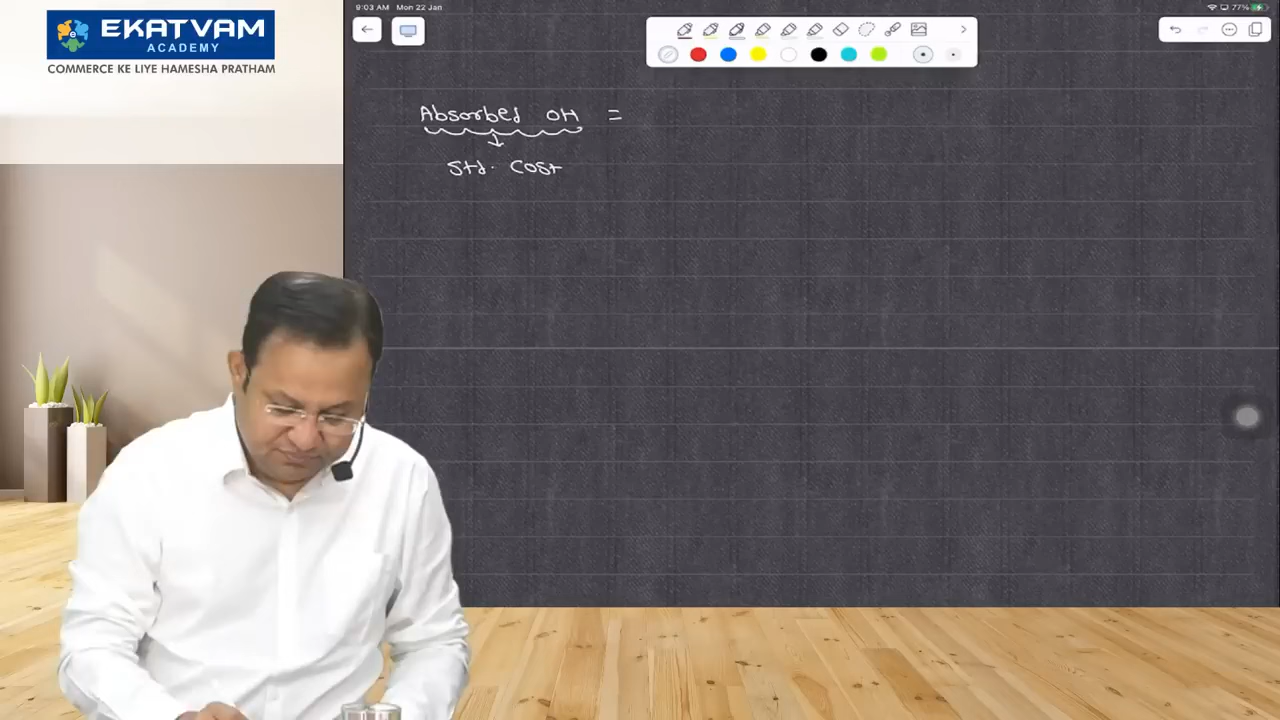 EKATVAM
ACADEMY
COMMERCE KE LIYE HAMESHA PRATHAM
9:03 AM Mon 22 Jan
77%
Absorbed OH =
Std. Cost